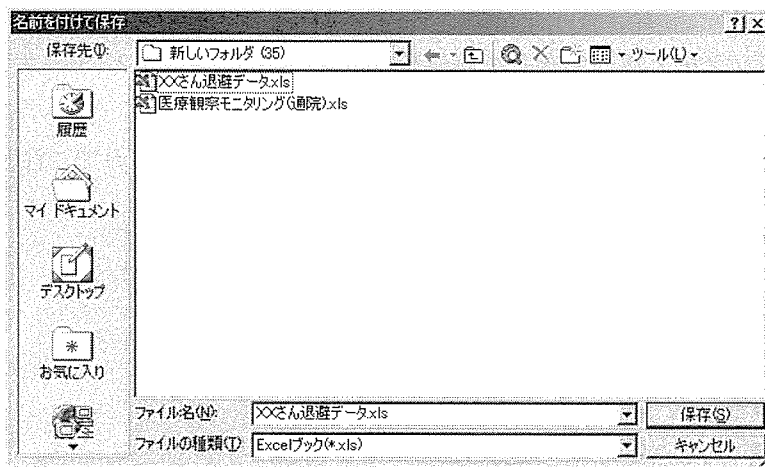 名前を付けて保存
保存先(I):
新しいフォルダ (35)
ツール(L)
XXさん退避データ.xls
医療観察モニタリング(通院).xls
履歴
マイ ドキュメント
デスクトップ
お気に入り
ファイル名(N):
XXさん退避データ.xls
保存(S)
ファイルの種類(T):
Excelブック(*.xls)
キャンセル